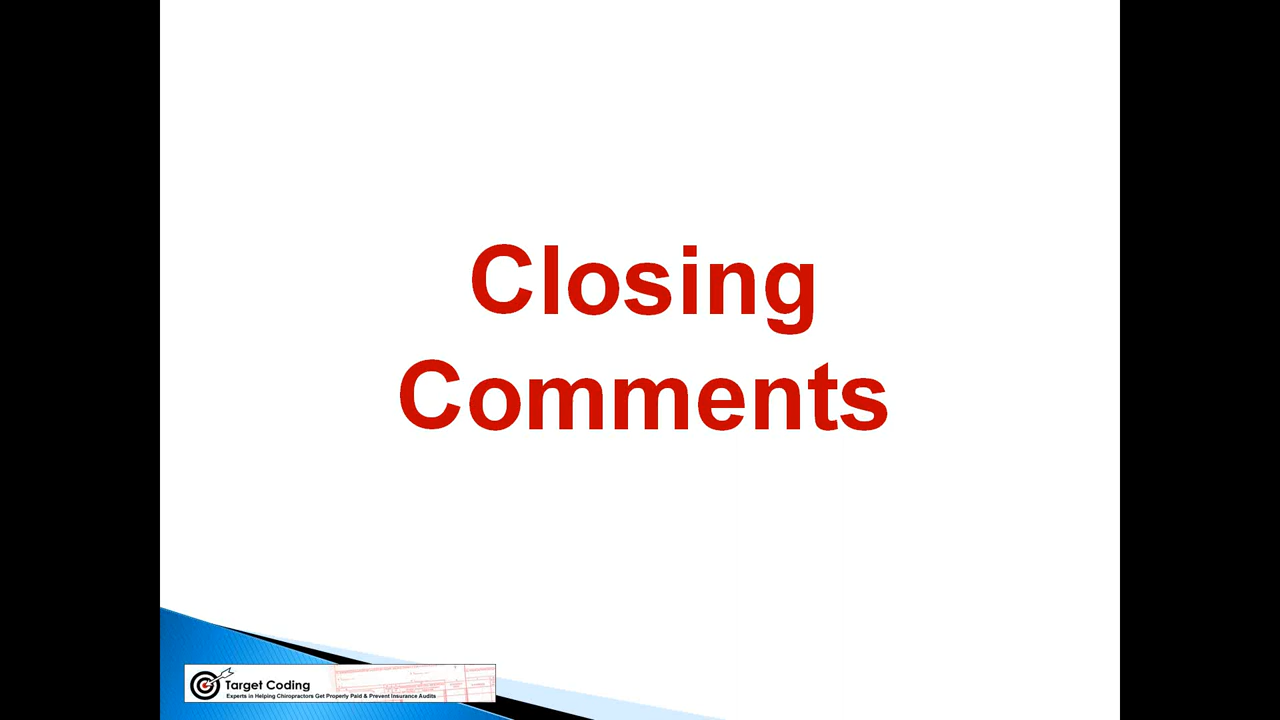 Closing
Comments
Target Coding
Experts in Helping Chiropractors Get Properly Paid & Prevent Insurance Audits